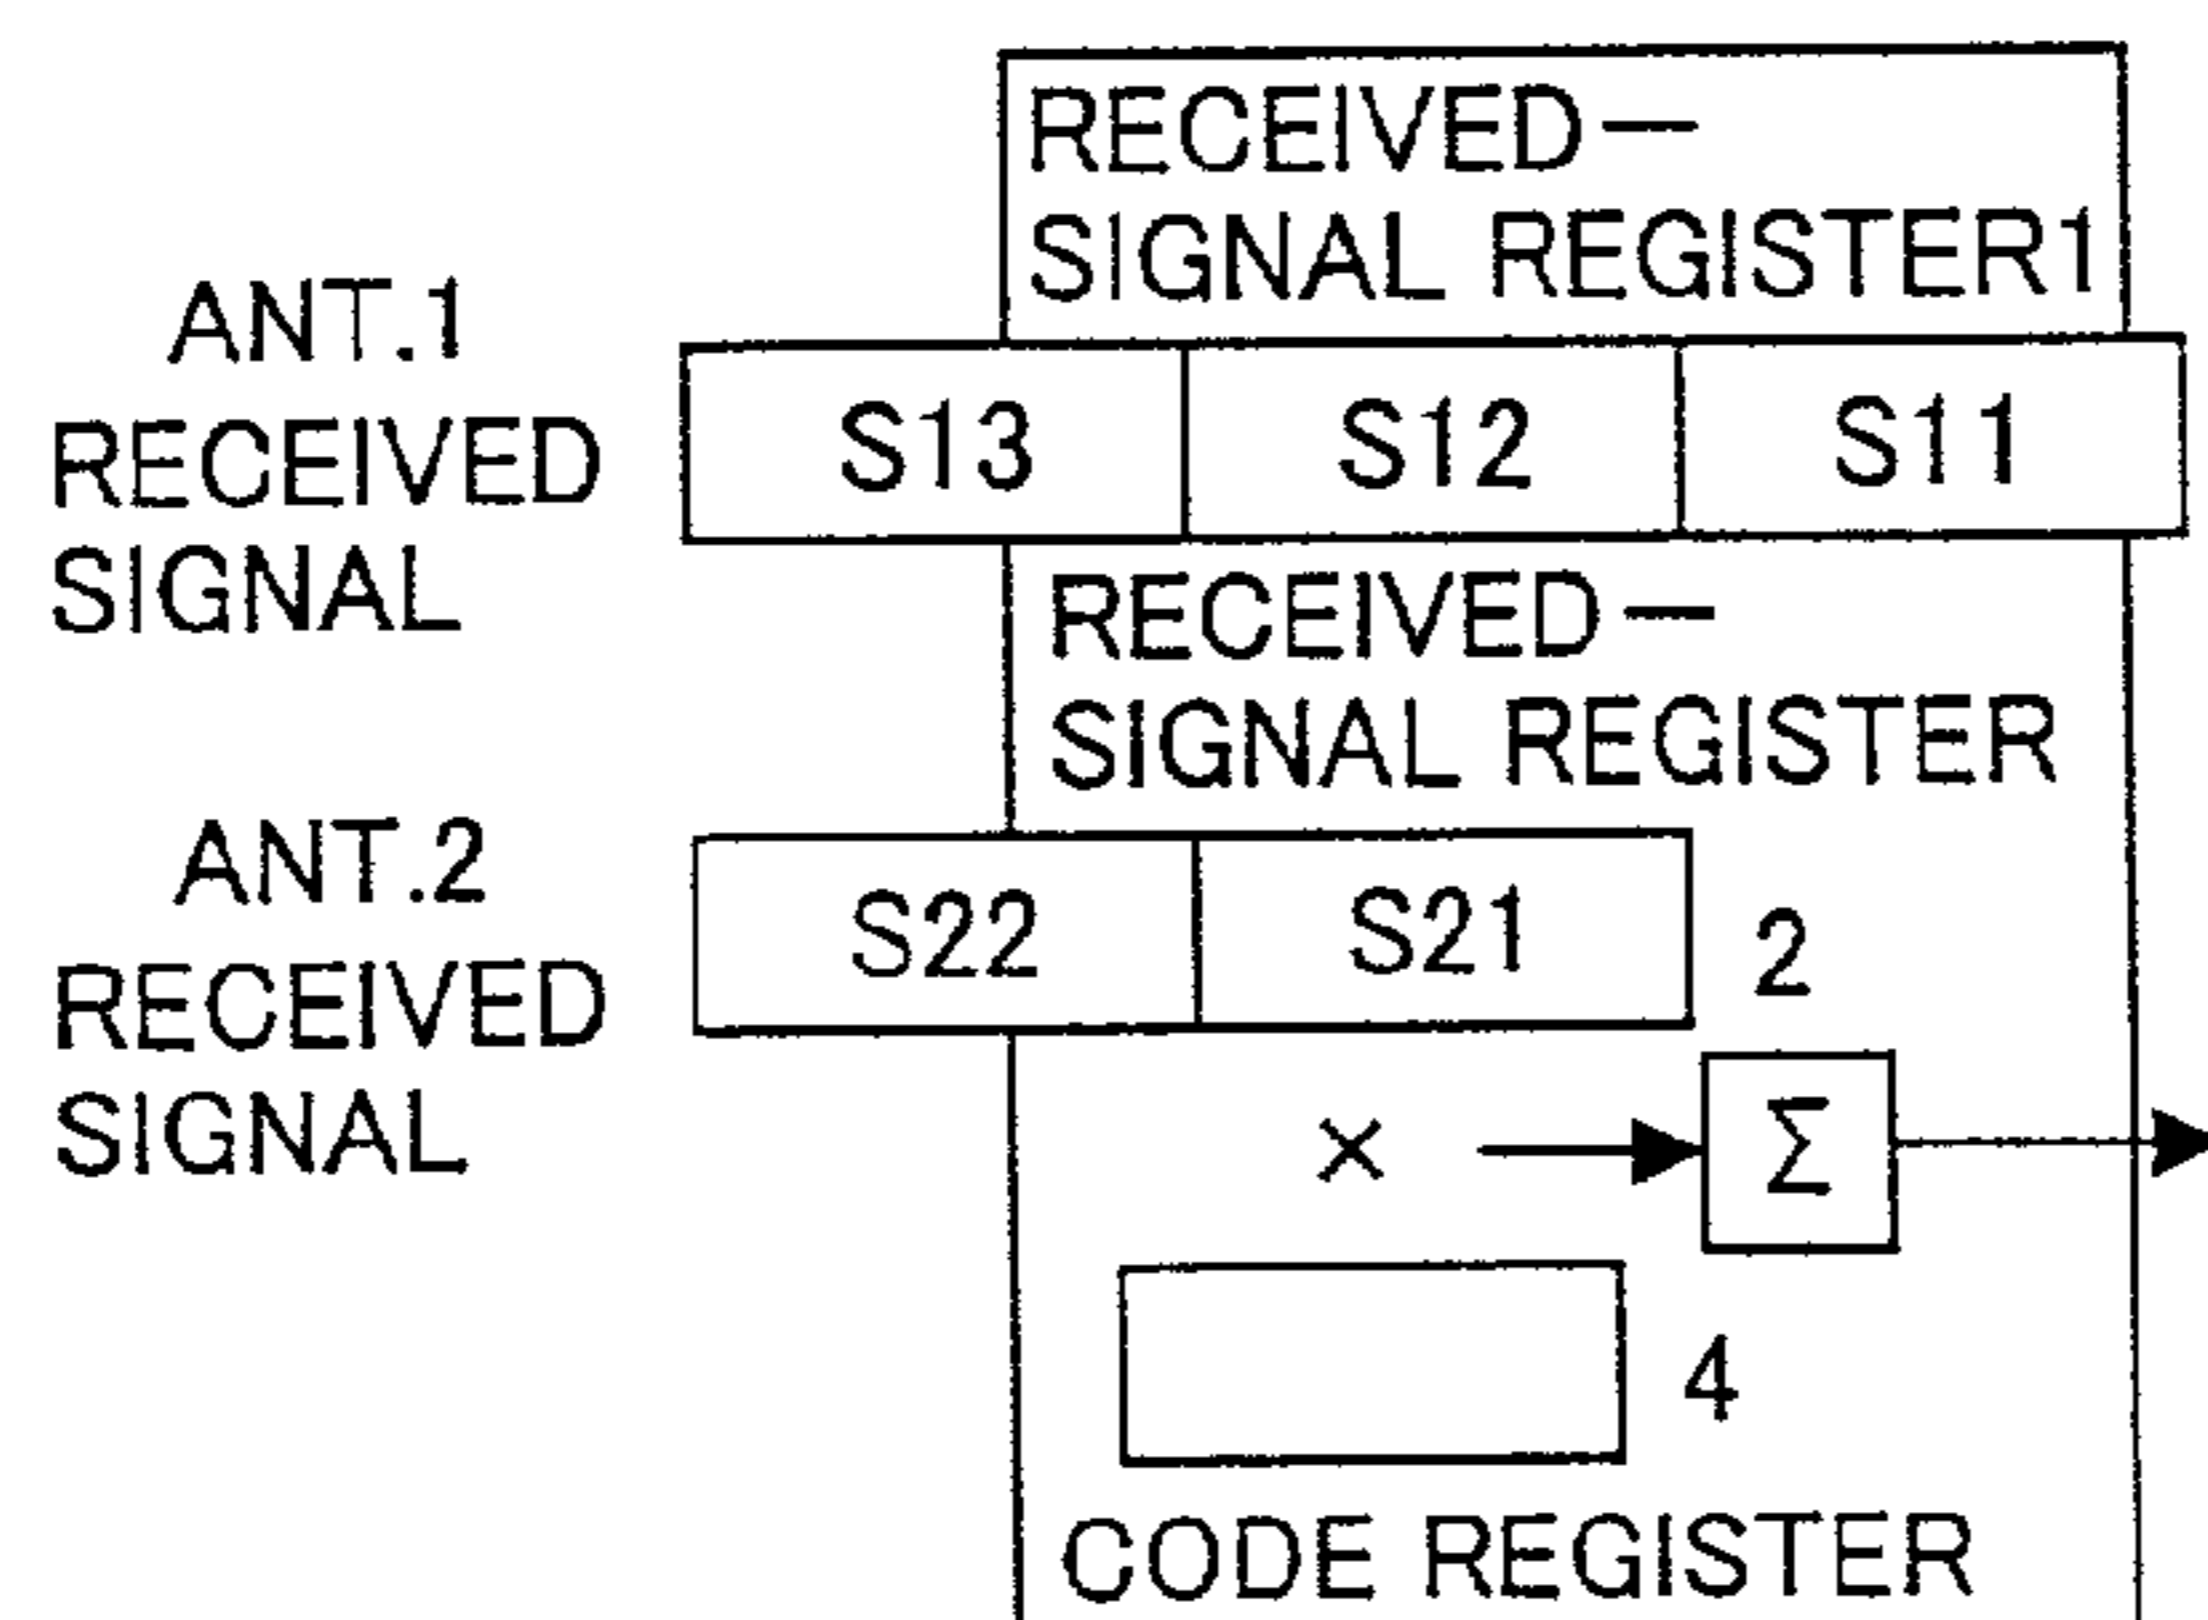 RECEIVED—
SIGNAL REGISTER1
ANT.1
RECEIVED
SIGNAL
S13 S12 S11
RECEIVED—
SIGNAL REGISTER
ANT.2
RECEIVED
SIGNAL
S22 S21 2
× Σ
4
CODE REGISTER